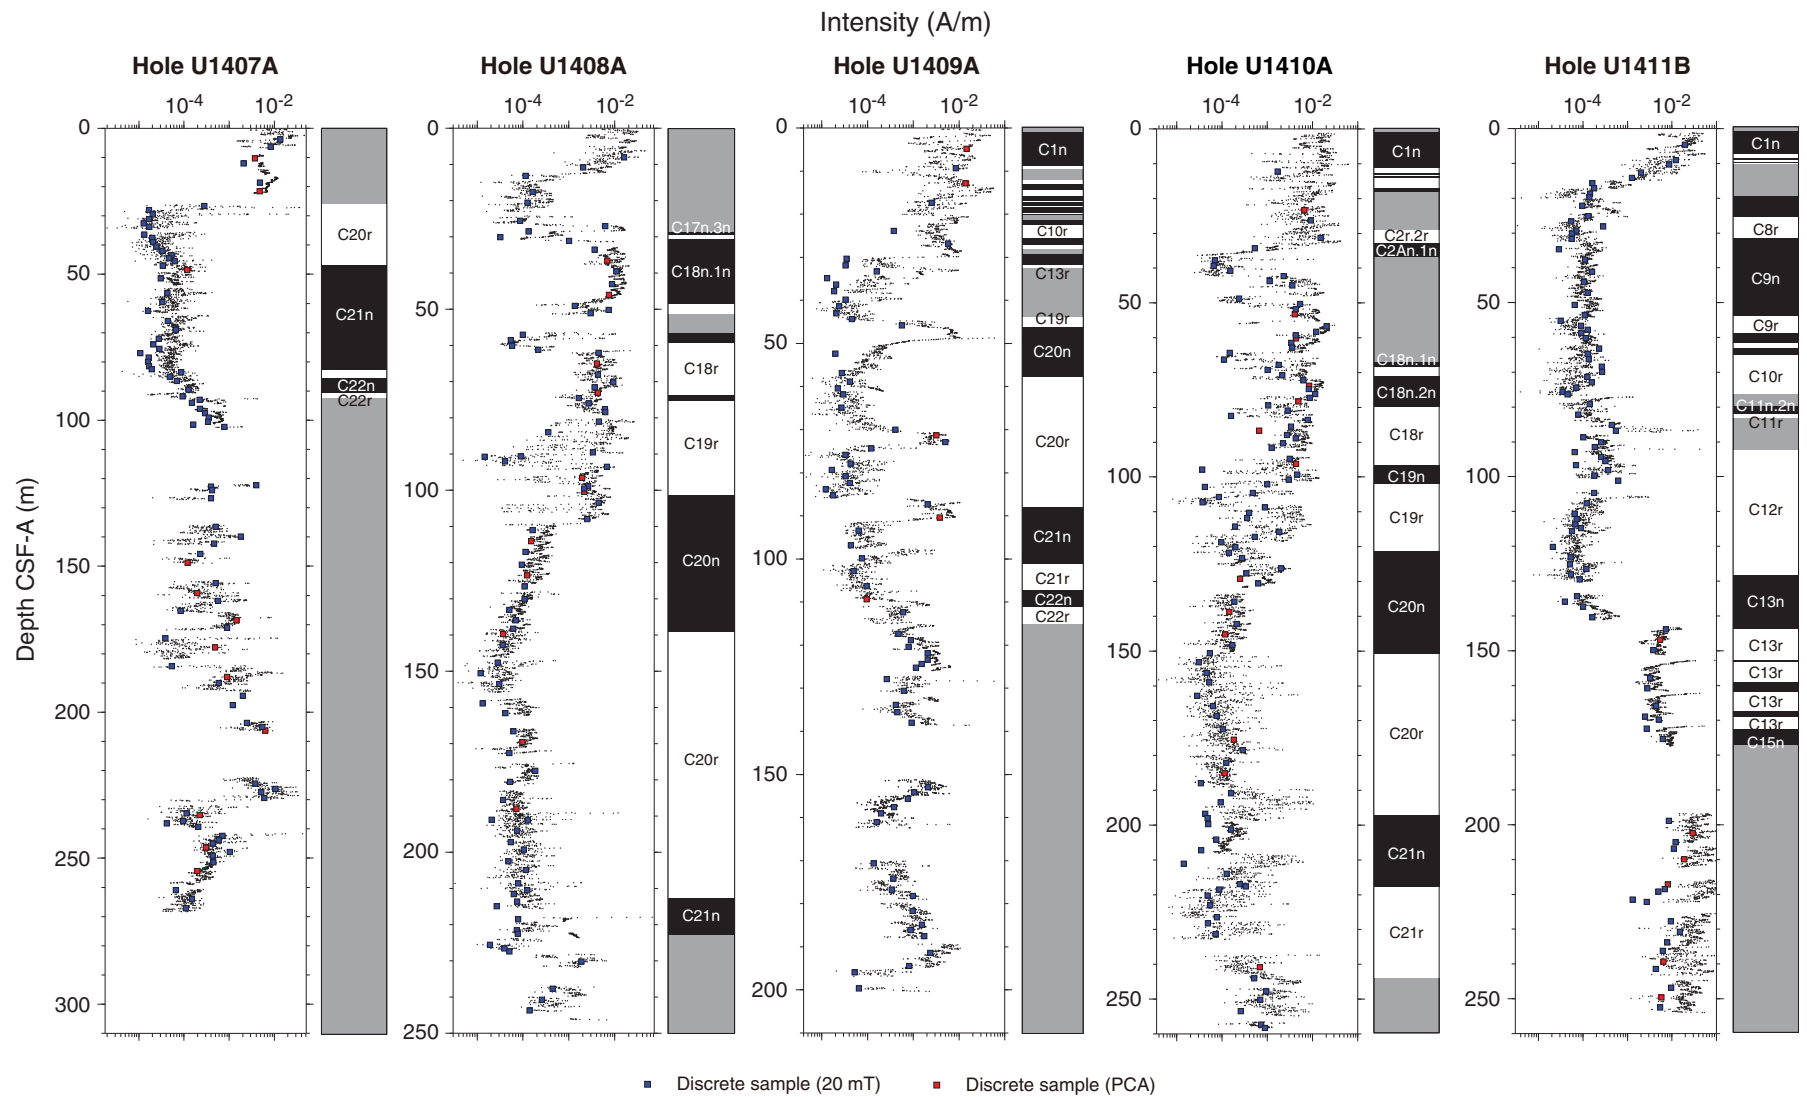 Intensity (A/m)
Hole U1407A
Hole U1408A
Hole U1409A
Hole U1410A
Hole U1411B
10-4 10-2
10-4 10-2
10-4 10-2
10-4 10-2
10-4 10-2
Depth CSF-A (m)
0
50
100
150
200
250
300
C20r
C21n
C22n
C22r
0
50
100
150
200
250
C17n.3n
C18n.1n
C18r
C19r
C20n
C20r
C21n
0
50
100
150
200
C1n
C10r
C13r
C19r
C20n
C20r
C21n
C21r
C22n
C22r
0
50
100
150
200
250
C1n
C2r.2r
C2An.1n
C18n.1n
C18n.2n
C18r
C19n
C19r
C20n
C20r
C21n
C21r
0
50
100
150
200
250
C1n
C8r
C9n
C9r
C10r
C11n.2n
C11r
C12r
C13n
C13r
C13r
C13r
C13r
C15n
Discrete sample (20 mT)
Discrete sample (PCA)